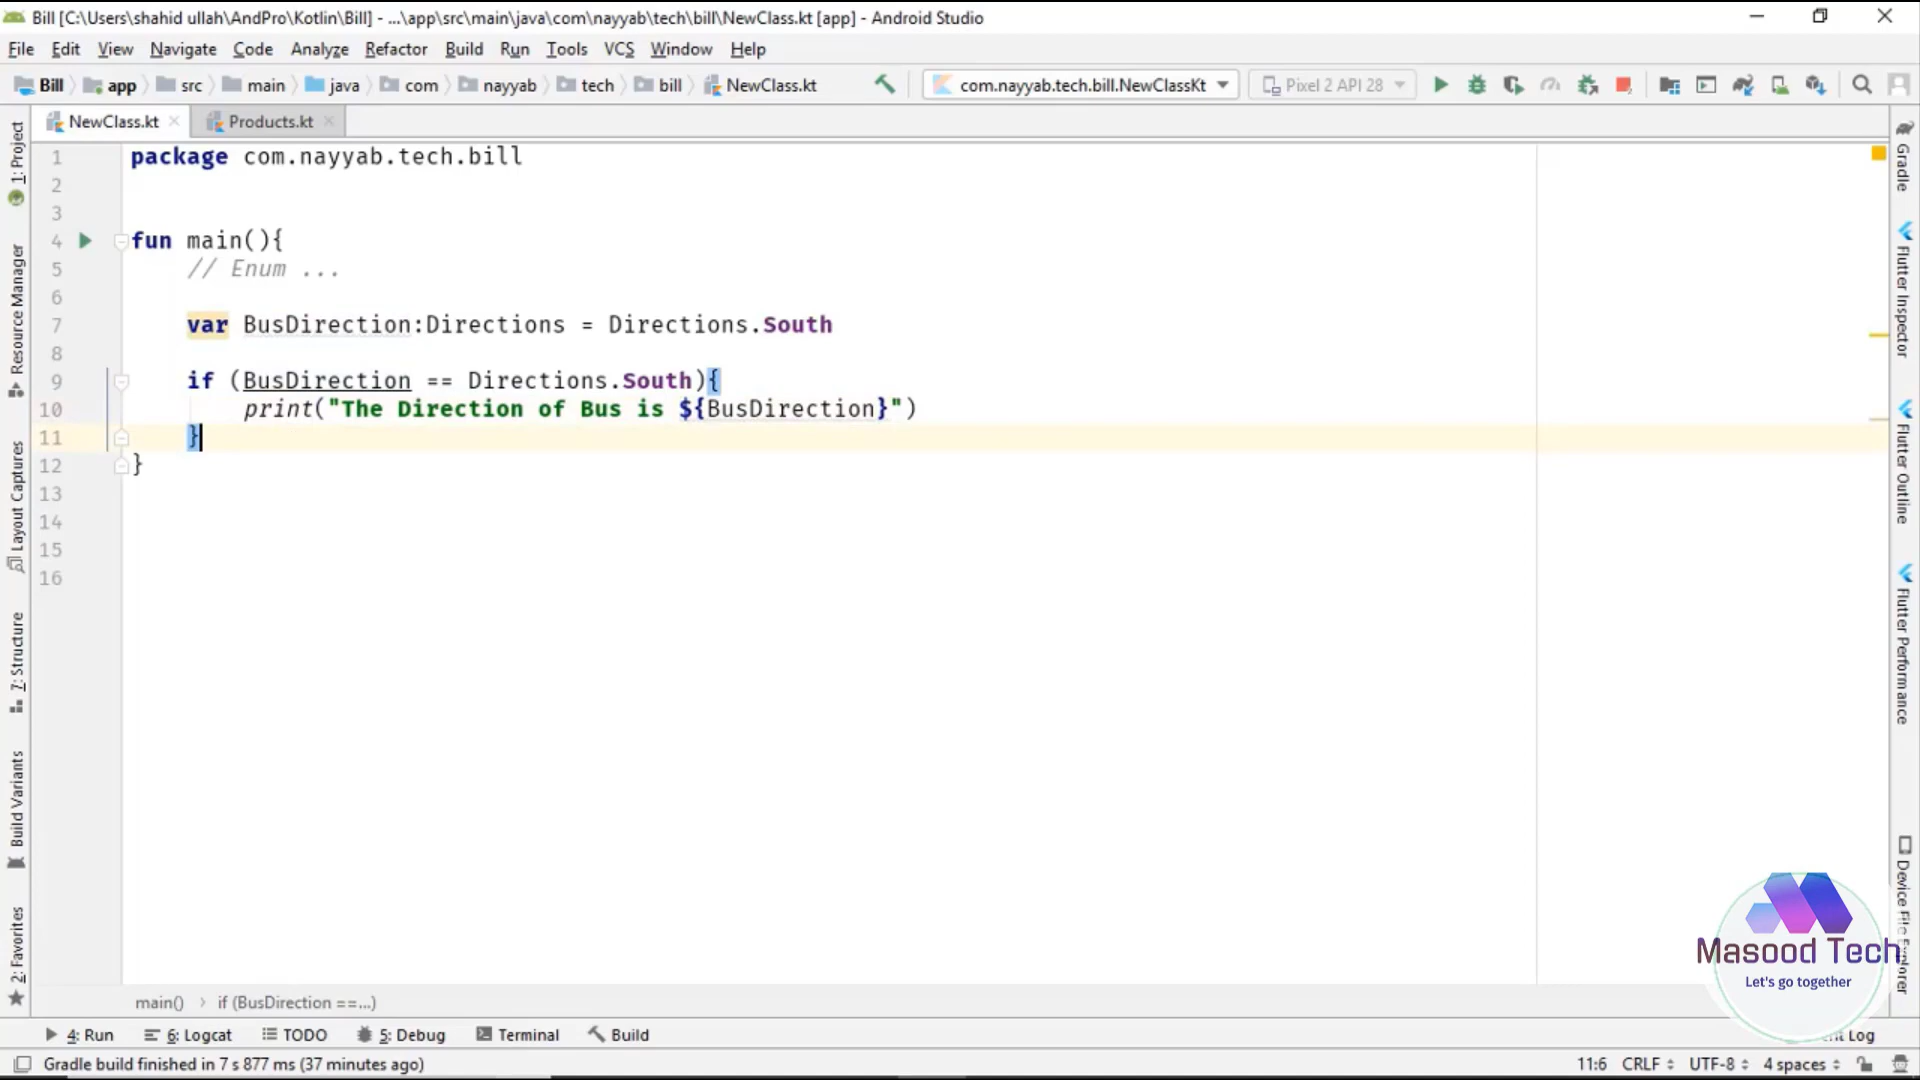 Bill [C:\Users\shahid ullah\AndPro\Kotlin\Bill] - ...\app\src\main\java\com\nayyab\tech\bill\NewClass.kt [app] - Android Studio
File Edit View Navigate Code Analyze Refactor Build Run Tools VCS Window Help
Bill app src main java com nayyab tech bill NewClass.kt com.nayyab.tech.bill.NewClassKt Pixel 2 API 28
NewClass.kt Products.kt
1 package com.nayyab.tech.bill
2
3
4 fun main(){
5 // Enum ...
6
7 var BusDirection:Directions = Directions.South
8
9 if (BusDirection == Directions.South){
10 print("The Direction of Bus is ${BusDirection}")
11 }
12 }
13
14
15
16
1: Project
Resource Manager
Layout Captures
7: Structure
Build Variants
2: Favorites
Gradle
Flutter Inspector
Flutter Outline
Flutter Performance
Device File Explorer
Masood Tech
Let's go together
main() › if (BusDirection ==...)
4: Run 6: Logcat TODO 5: Debug Terminal Build Log
Gradle build finished in 7 s 877 ms (37 minutes ago) 11:6 CRLF UTF-8 4 spaces